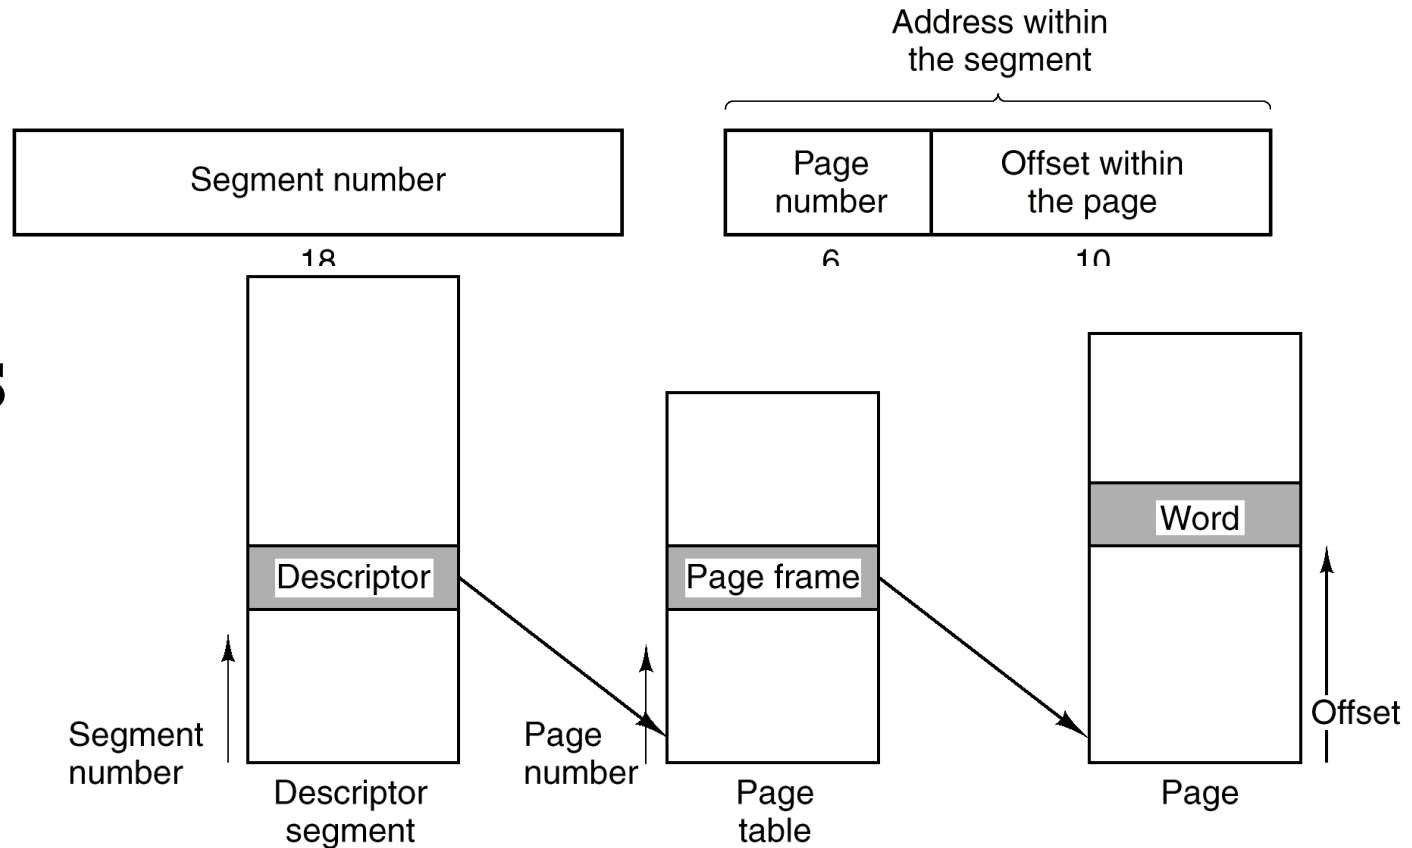 Address within
the segment
Segment number
Page
number
Offset within
the page
18
6
10
Descriptor
Page frame
Word
Segment
number
Page
number
Offset
Descriptor
segment
Page
table
Page